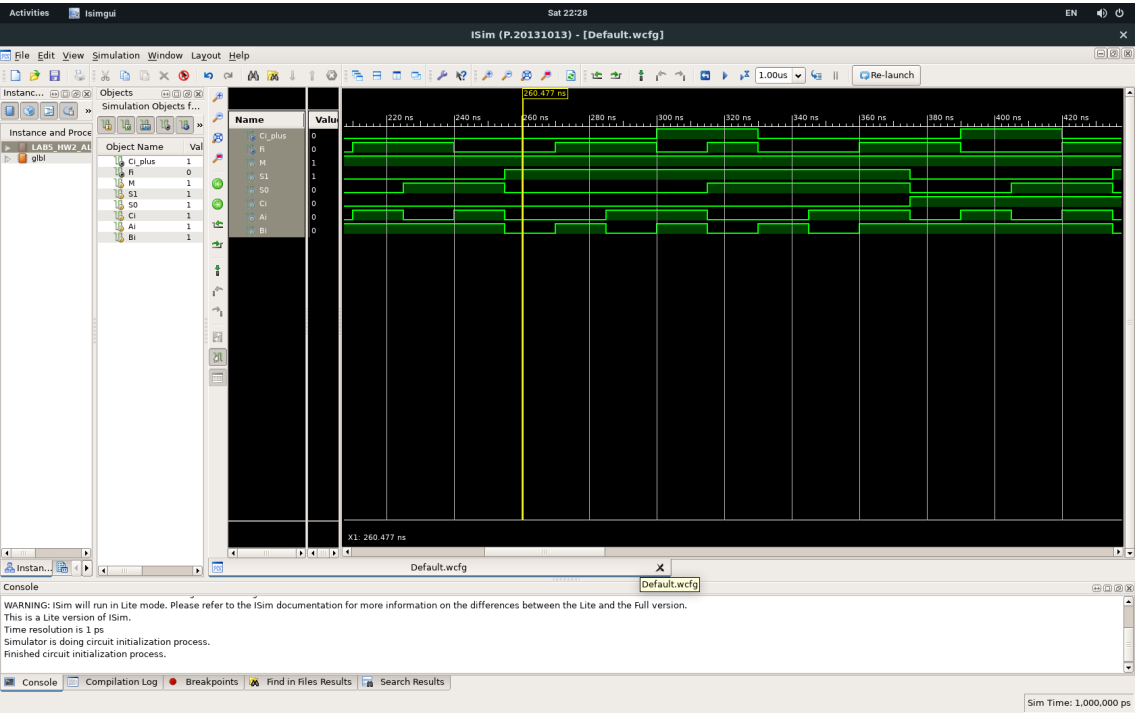 Activities Isimgui Sat 22:28 EN
ISim (P.20131013) - [Default.wcfg]
File Edit View Simulation Window Layout Help
1.00us Re-launch
Instanc...
Instance and Proce
LAB5_HW2_AL
glbl
Objects
Simulation Objects f...
Object Name Val
Ci_plus 1
Fi 0
M 1
S1 1
S0 1
Ci 1
Ai 1
Bi 1
Name Value
Ci_plus 0
Fi 0
M 1
S1 1
S0 0
Ci 0
Ai 0
Bi 0
260.477 ns
220 ns 240 ns 260 ns 280 ns 300 ns 320 ns 340 ns 360 ns 380 ns 400 ns 420 ns
X1: 260.477 ns
Instan...
Default.wcfg
Default.wcfg
Console
WARNING: ISim will run in Lite mode. Please refer to the ISim documentation for more information on the differences between the Lite and the Full version.
This is a Lite version of ISim.
Time resolution is 1 ps
Simulator is doing circuit initialization process.
Finished circuit initialization process.
Console Compilation Log Breakpoints Find in Files Results Search Results
Sim Time: 1,000,000 ps